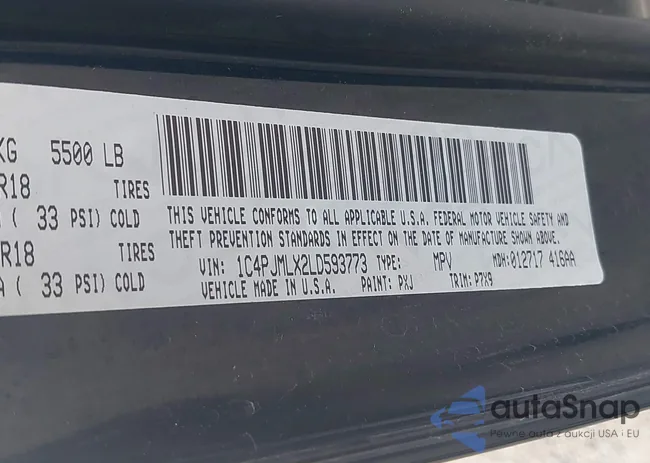 KG 5500 LB
R18 TIRES
( 33 PSI) COLD
R18 TIRES
A ( 33 PSI) COLD
THIS VEHICLE CONFORMS TO ALL APPLICABLE U.S.A. FEDERAL MOTOR VEHICLE SAFETY AND
THEFT PREVENTION STANDARDS IN EFFECT ON THE DATE OF MANUFACTURE SHOWN ABOVE.
VIN: 1C4PJMLX2LD593773 TYPE: MPV MDH: 012717 416AA
VEHICLE MADE IN U.S.A. PAINT: PXJ TRIM: P7X9
autoSnap
Pewne auta z aukcji USA i EU